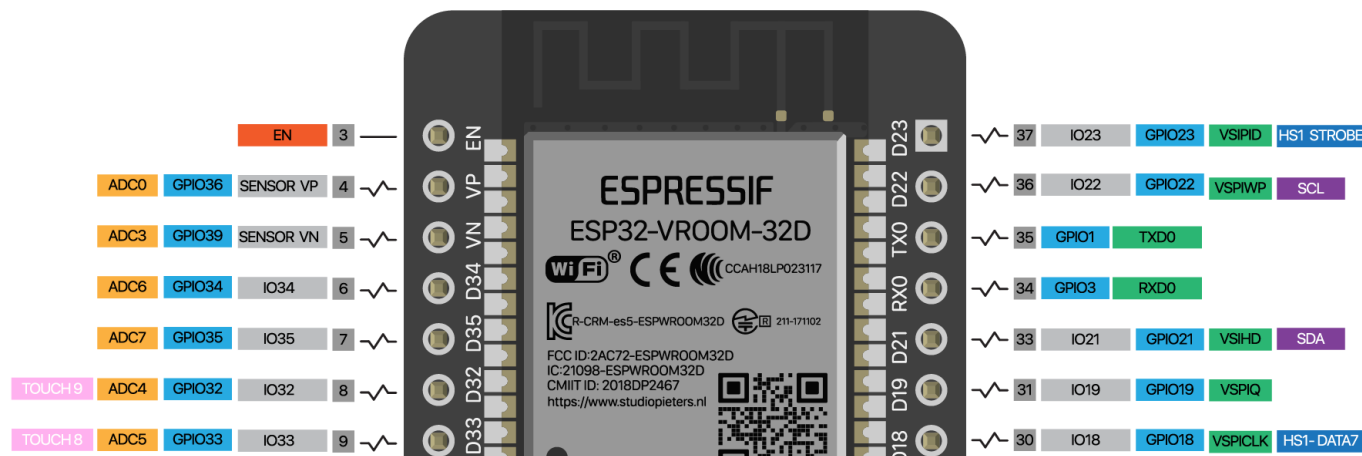 EN 3
ADC0 GPIO36 SENSOR VP 4
ADC3 GPIO39 SENSOR VN 5
ADC6 GPIO34 IO34 6
ADC7 GPIO35 IO35 7
TOUCH 9 ADC4 GPIO32 IO32 8
TOUCH 8 ADC5 GPIO33 IO33 9
EN
VP
VN
D34
D35
D32
D33
ESPRESSIF
ESP32-VROOM-32D
WiFi® CE CCAH18LP023117
R-CRM-es5-ESPWROOM32D R 211-171102
FCC ID:2AC72-ESPWROOM32D
IC:21098-ESPWROOM32D
CMIIT ID: 2018DP2467
https://www.studiopieters.nl
D23
D22
TX0
RX0
D21
D19
D18
37 IO23 GPIO23 VSIPID HS1 STROBE
36 IO22 GPIO22 VSPIWP SCL
35 GPIO1 TXD0
34 GPIO3 RXD0
33 IO21 GPIO21 VSIHD SDA
31 IO19 GPIO19 VSPIQ
30 IO18 GPIO18 VSPICLK HS1-DATA7